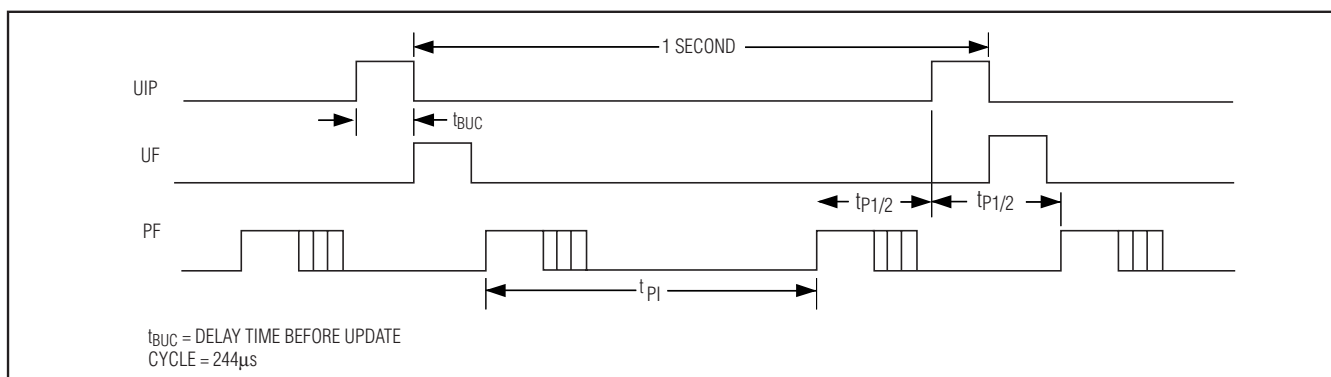 1 SECOND
UIP
tBUC
UF
tP1/2 tP1/2
PF
tPI
tBUC = DELAY TIME BEFORE UPDATE
CYCLE = 244μs